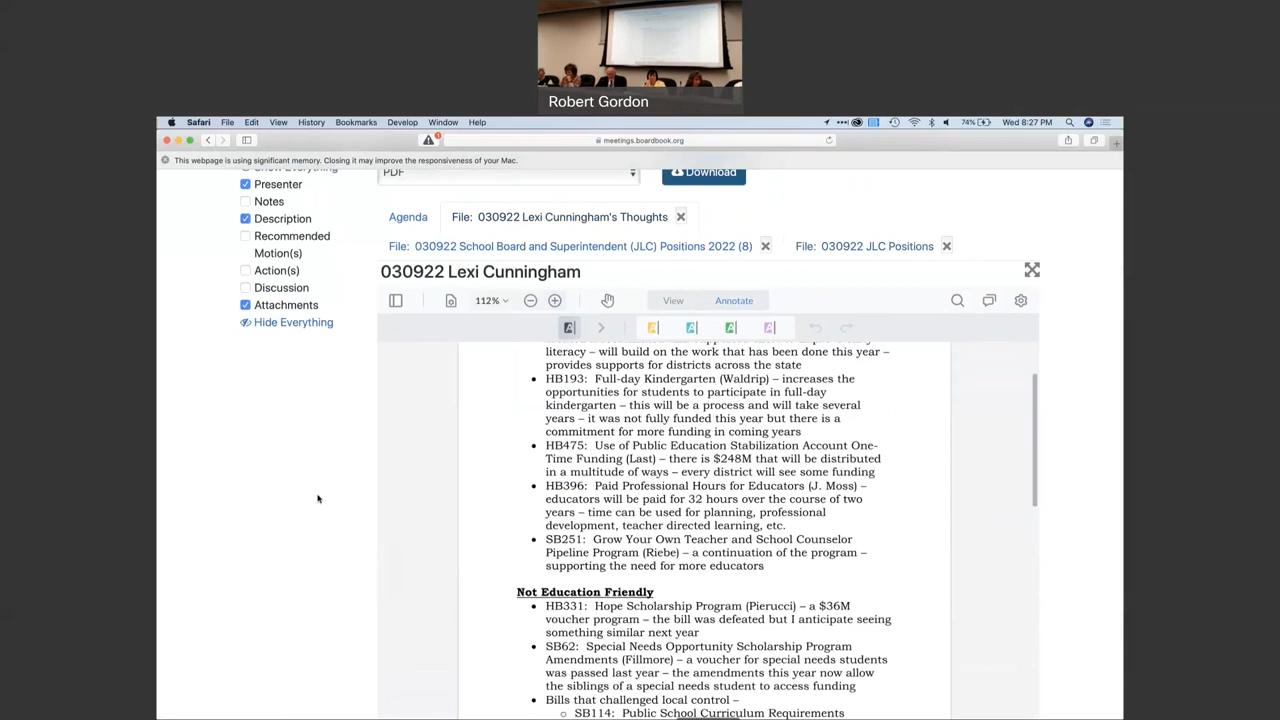 Robert Gordon
Safari File Edit View History Bookmarks Develop Window Help 74% Wed 8:27 PM
meetings.boardbook.org
This webpage is using significant memory. Closing it may improve the responsiveness of your Mac.
Show Everything
PDF Download
Presenter
Notes
Description
Recommended
Motion(s)
Action(s)
Discussion
Attachments
Hide Everything
Agenda File: 030922 Lexi Cunningham's Thoughts
File: 030922 School Board and Superintendent (JLC) Positions 2022 (8) File: 030922 JLC Positions
030922 Lexi Cunningham
112% View Annotate
literacy – will build on the work that has been done this year –
provides supports for districts across the state
• HB193: Full-day Kindergarten (Waldrip) – increases the
opportunities for students to participate in full-day
kindergarten – this will be a process and will take several
years – it was not fully funded this year but there is a
commitment for more funding in coming years
• HB475: Use of Public Education Stabilization Account One-
Time Funding (Last) – there is $248M that will be distributed
in a multitude of ways – every district will see some funding
• HB396: Paid Professional Hours for Educators (J. Moss) –
educators will be paid for 32 hours over the course of two
years – time can be used for planning, professional
development, teacher directed learning, etc.
• SB251: Grow Your Own Teacher and School Counselor
Pipeline Program (Riebe) – a continuation of the program –
supporting the need for more educators
Not Education Friendly
• HB331: Hope Scholarship Program (Pierucci) – a $36M
voucher program – the bill was defeated but I anticipate seeing
something similar next year
• SB62: Special Needs Opportunity Scholarship Program
Amendments (Fillmore) – a voucher for special needs students
was passed last year – the amendments this year now allow
the siblings of a special needs student to access funding
• Bills that challenged local control –
o SB114: Public School Curriculum Requirements